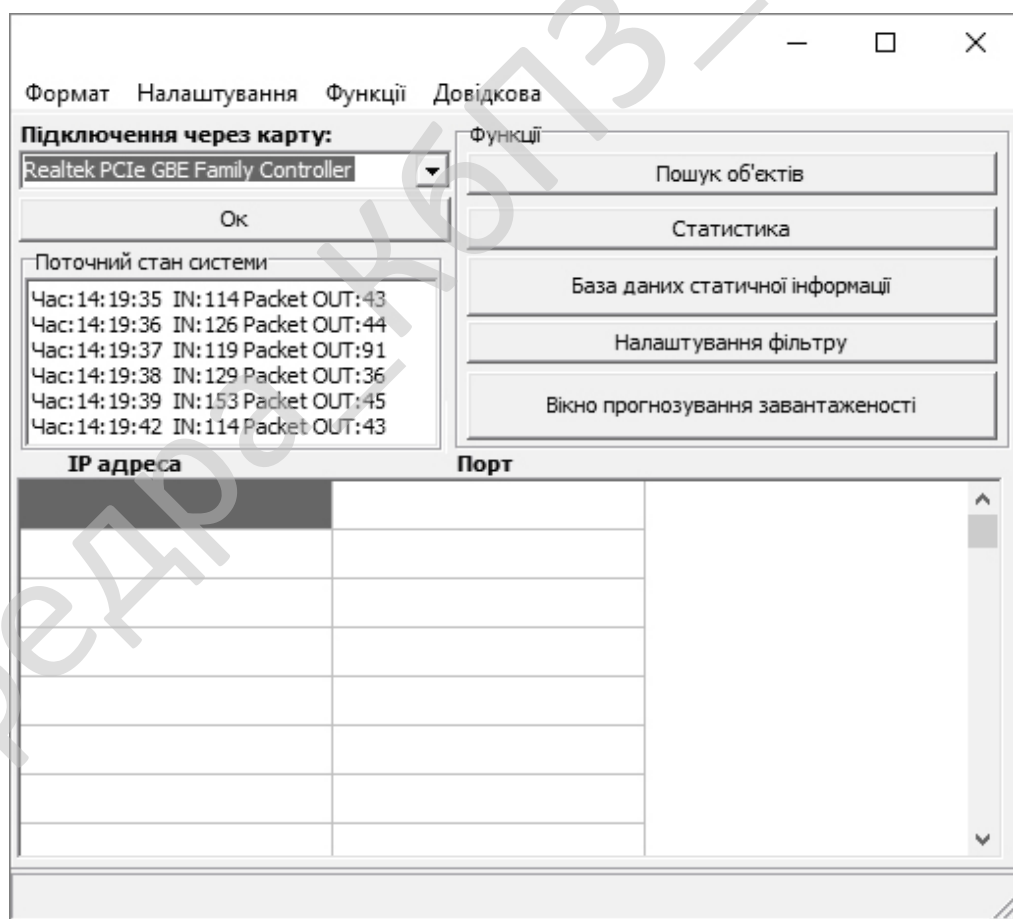 Формат Налаштування Функції Довідкова
Підключення через карту:
Realtek PCIe GBE Family Controller
Ок
Поточний стан системи
Час:14:19:35 IN:114 Packet OUT:43
Час:14:19:36 IN:126 Packet OUT:44
Час:14:19:37 IN:119 Packet OUT:91
Час:14:19:38 IN:129 Packet OUT:36
Час:14:19:39 IN:153 Packet OUT:45
Час:14:19:42 IN:114 Packet OUT:43
Функції
Пошук об'єктів
Статистика
База даних статичної інформації
Налаштування фільтру
Вікно прогнозування завантаженості
IP адреса Порт